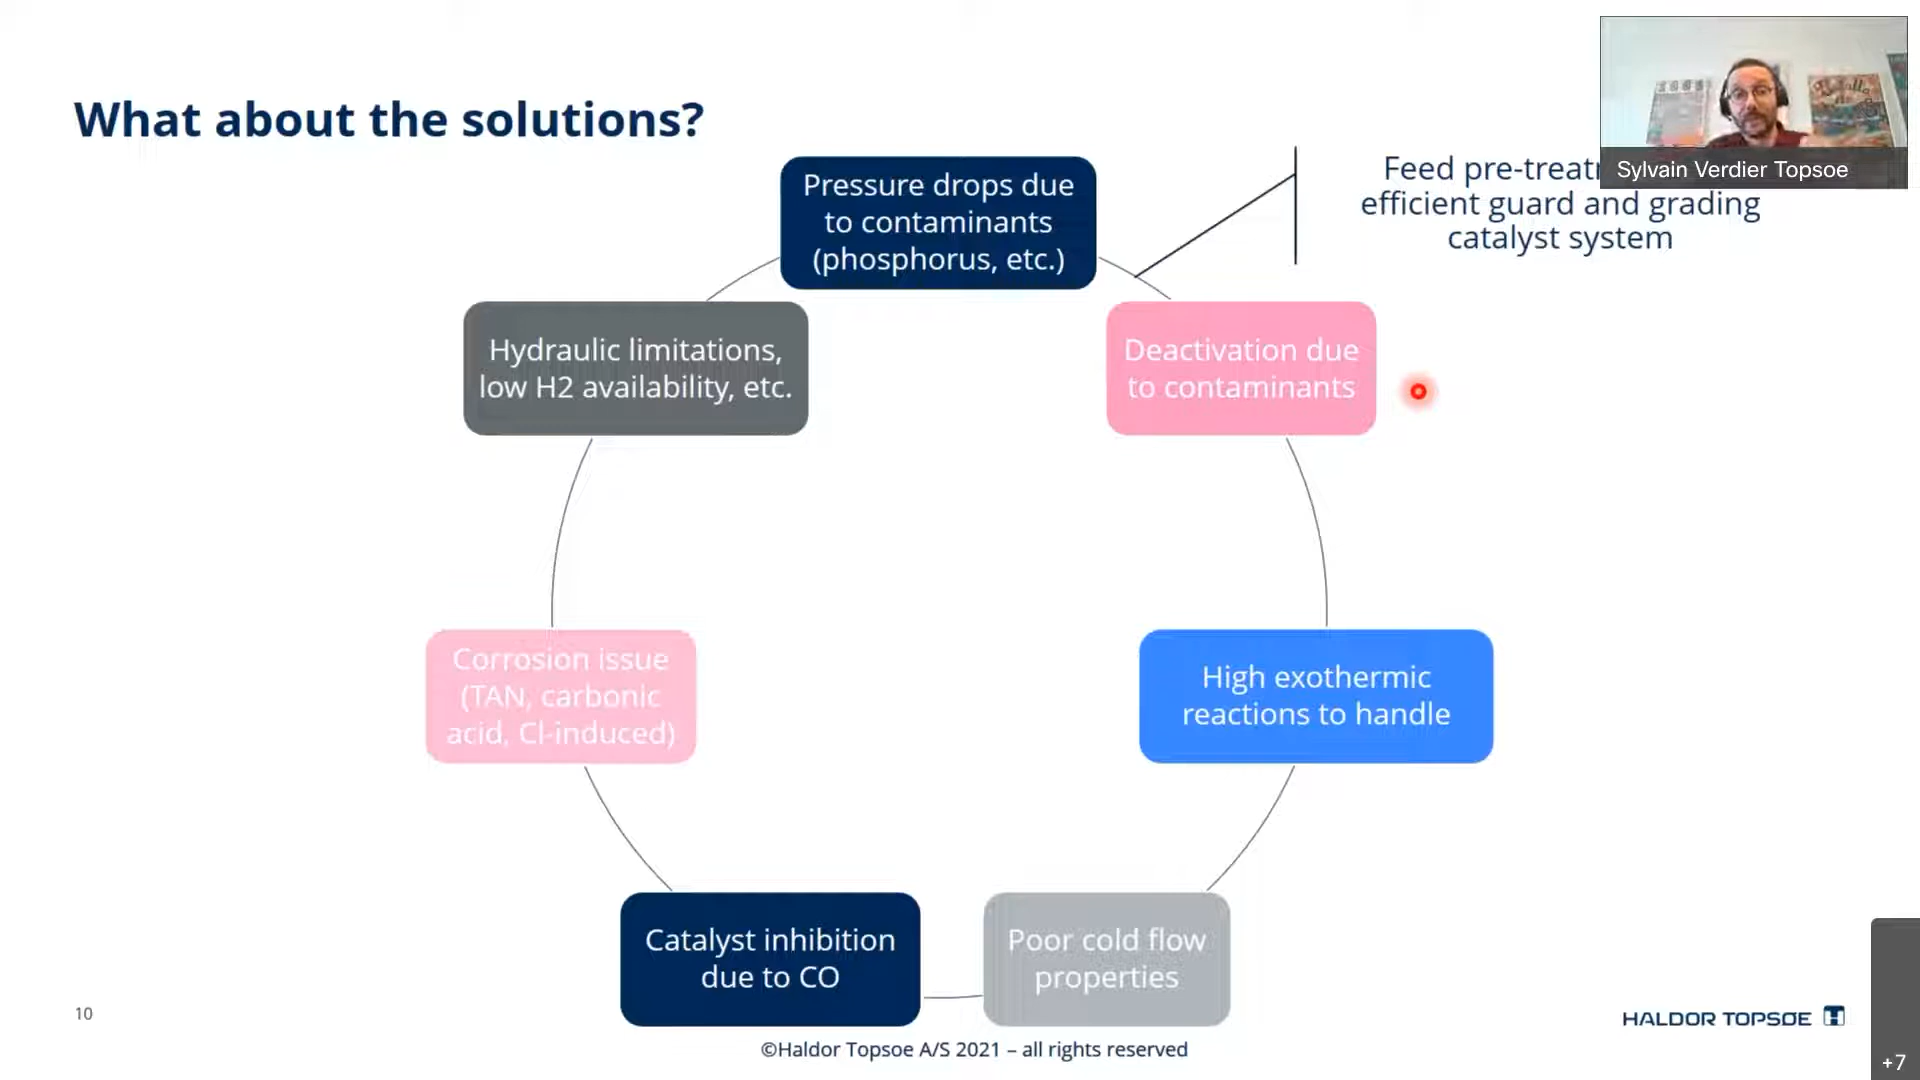 What about the solutions?
Pressure drops due
to contaminants
(phosphorus, etc.)
Feed
efficient guard and grading
catalyst system
Sylvain Verdier Topsoe
Hydraulic limitations,
low H2 availability, etc.
Deactivation due
to contaminants
Corrosion issue
(TAN, carbonic
acid, Cl-induced)
High exothermic
reactions to handle
Catalyst inhibition
due to CO
Poor cold flow
properties
10
HALDOR TOPSØE
©Haldor Topsoe A/S 2021 – all rights reserved
+7